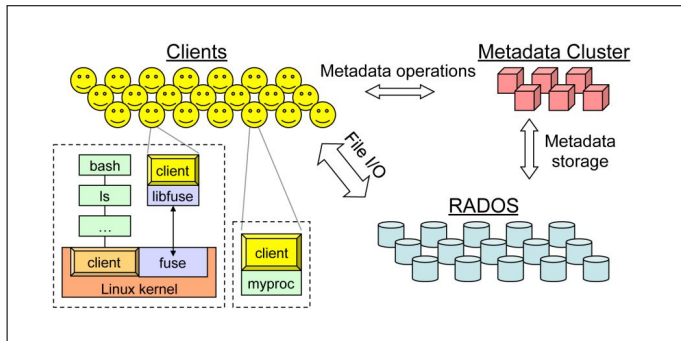 Clients
Metadata Cluster
Metadata operations
File I/O
Metadata
storage
RADOS
bash
ls
...
client
libfuse
client
fuse
Linux kernel
client
myproc